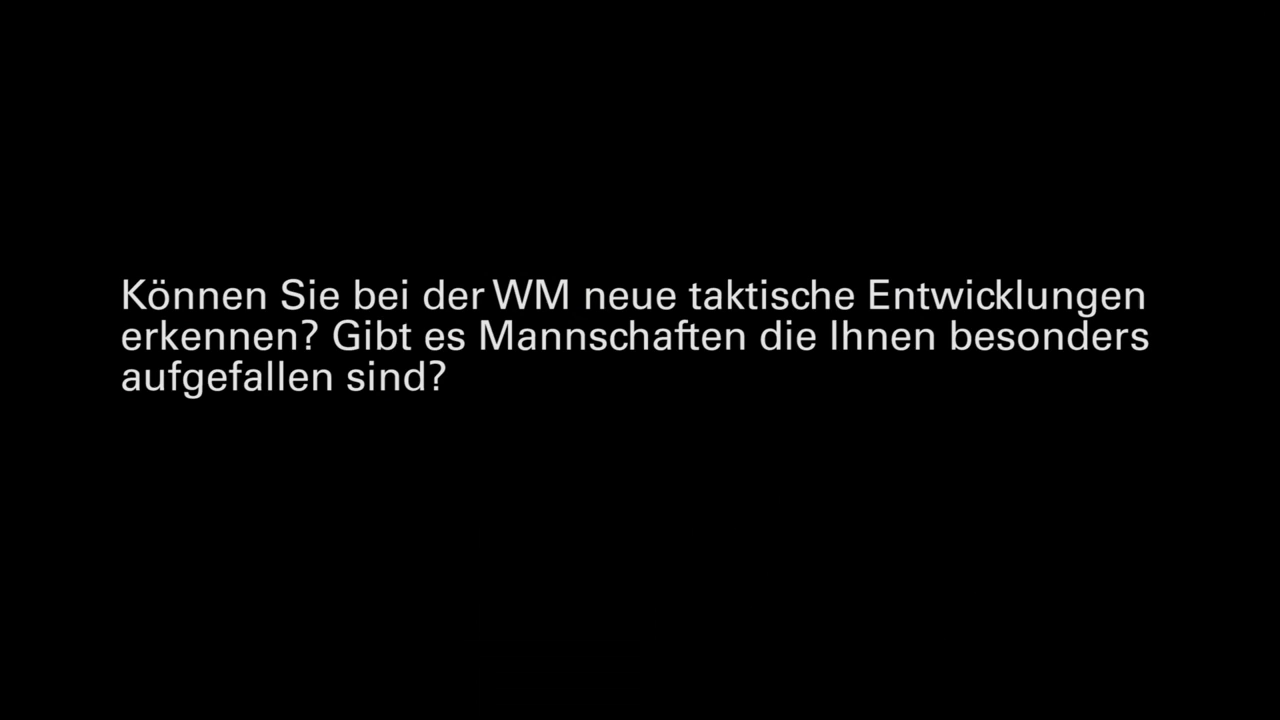 Können Sie bei der WM neue taktische Entwicklungen
erkennen? Gibt es Mannschaften die Ihnen besonders
aufgefallen sind?